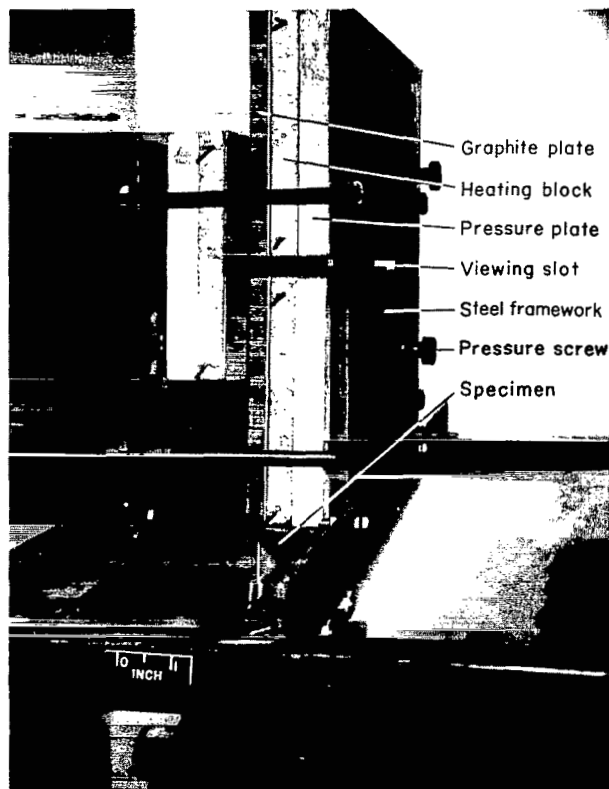 Graphite plate
Heating block
Pressure plate
Viewing slot
Steel framework
Pressure screw
Specimen
0 1
INCH